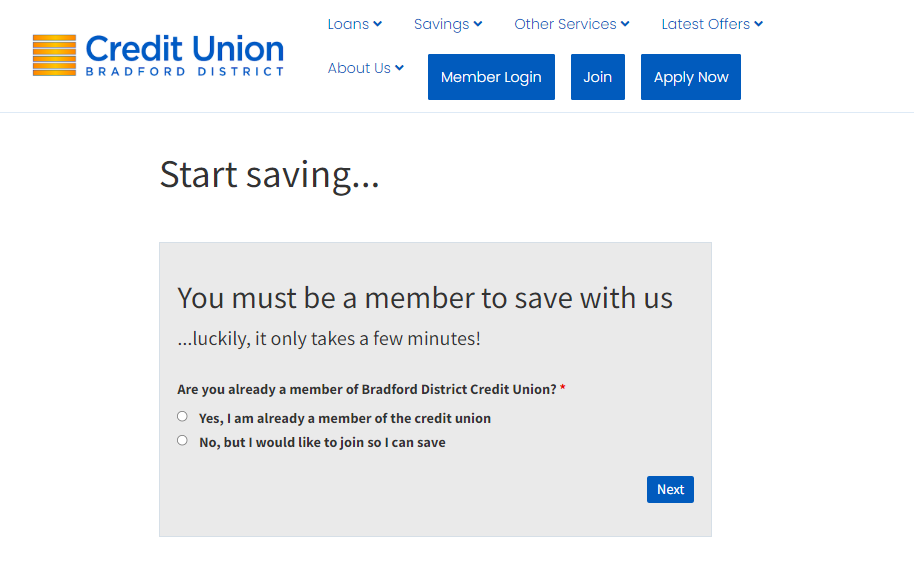 Credit Union
BRADFORD DISTRICT
Loans
Savings
Other Services
Latest Offers
About Us
Member Login
Join
Apply Now
Start saving...
You must be a member to save with us
...luckily, it only takes a few minutes!
Are you already a member of Bradford District Credit Union? *
Yes, I am already a member of the credit union
No, but I would like to join so I can save
Next